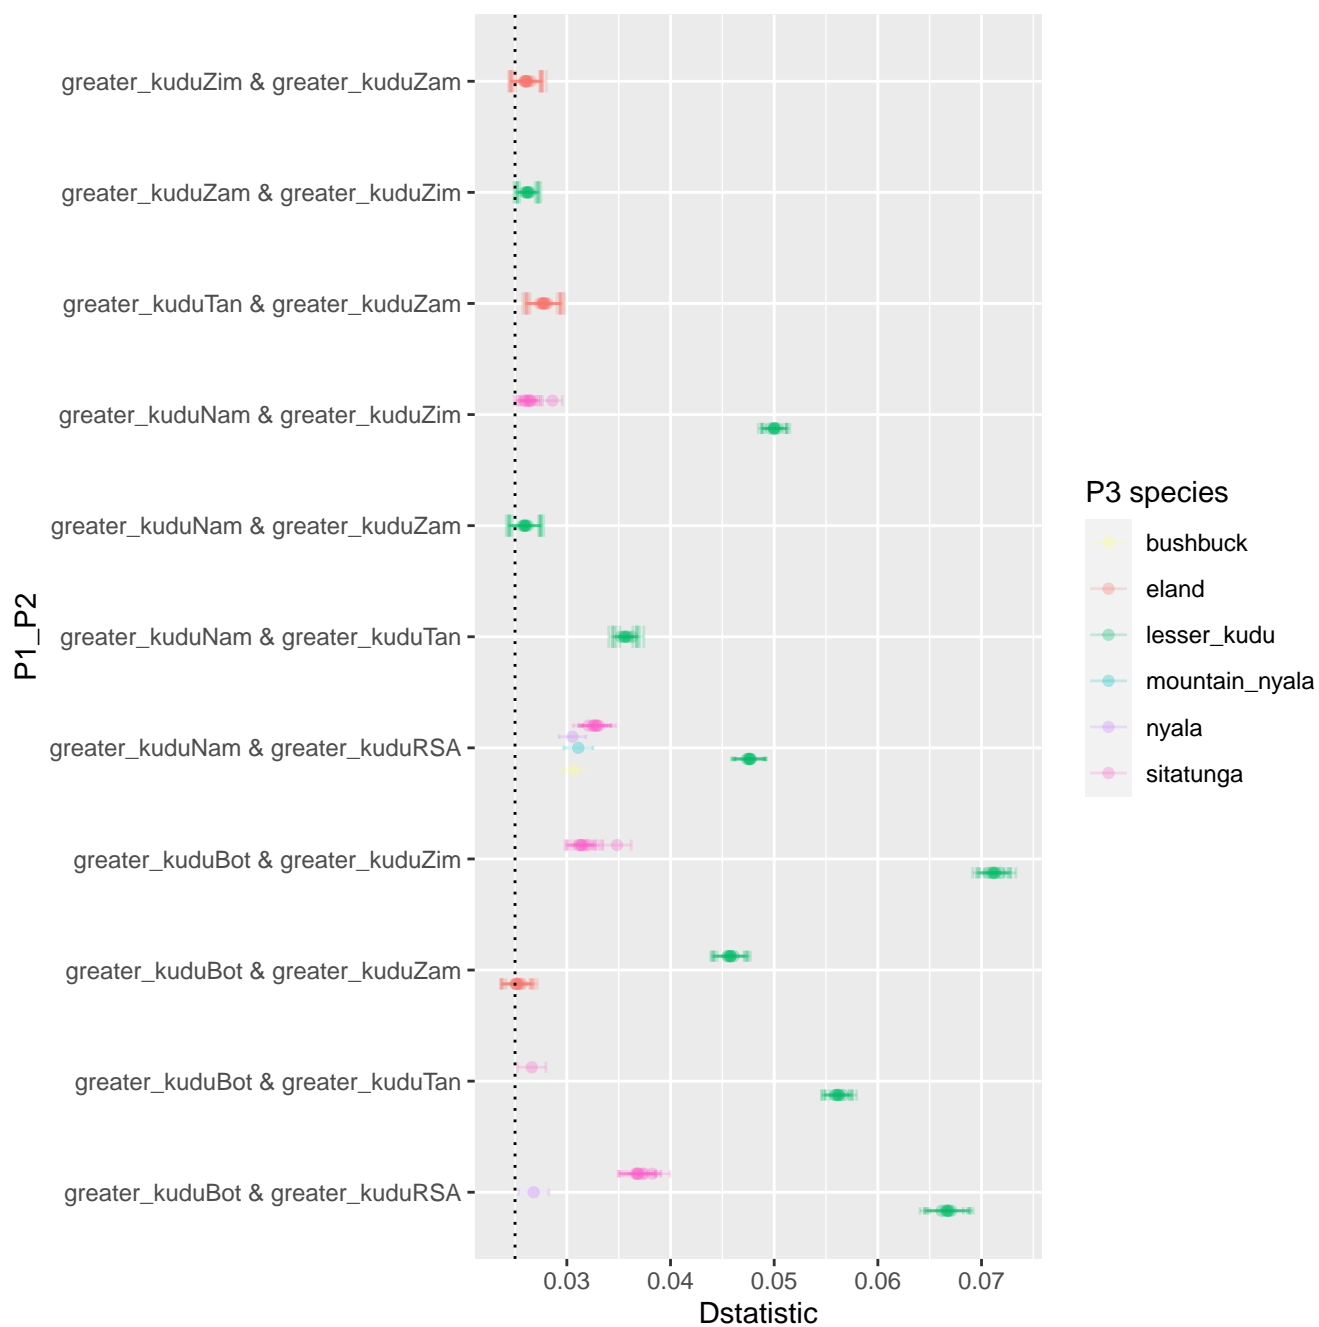 greater_kuduZim & greater_kuduZam
greater_kuduZam & greater_kuduZim
greater_kuduTan & greater_kuduZam
greater_kuduNam & greater_kuduZim
greater_kuduNam & greater_kuduZam
greater_kuduNam & greater_kuduTan
greater_kuduNam & greater_kuduRSA
greater_kuduBot & greater_kuduZim
greater_kuduBot & greater_kuduZam
greater_kuduBot & greater_kuduTan
greater_kuduBot & greater_kuduRSA
P1_P2
0.03 0.04 0.05 0.06 0.07
Dstatistic
P3 species
bushbuck
eland
lesser_kudu
mountain_nyala
nyala
sitatunga